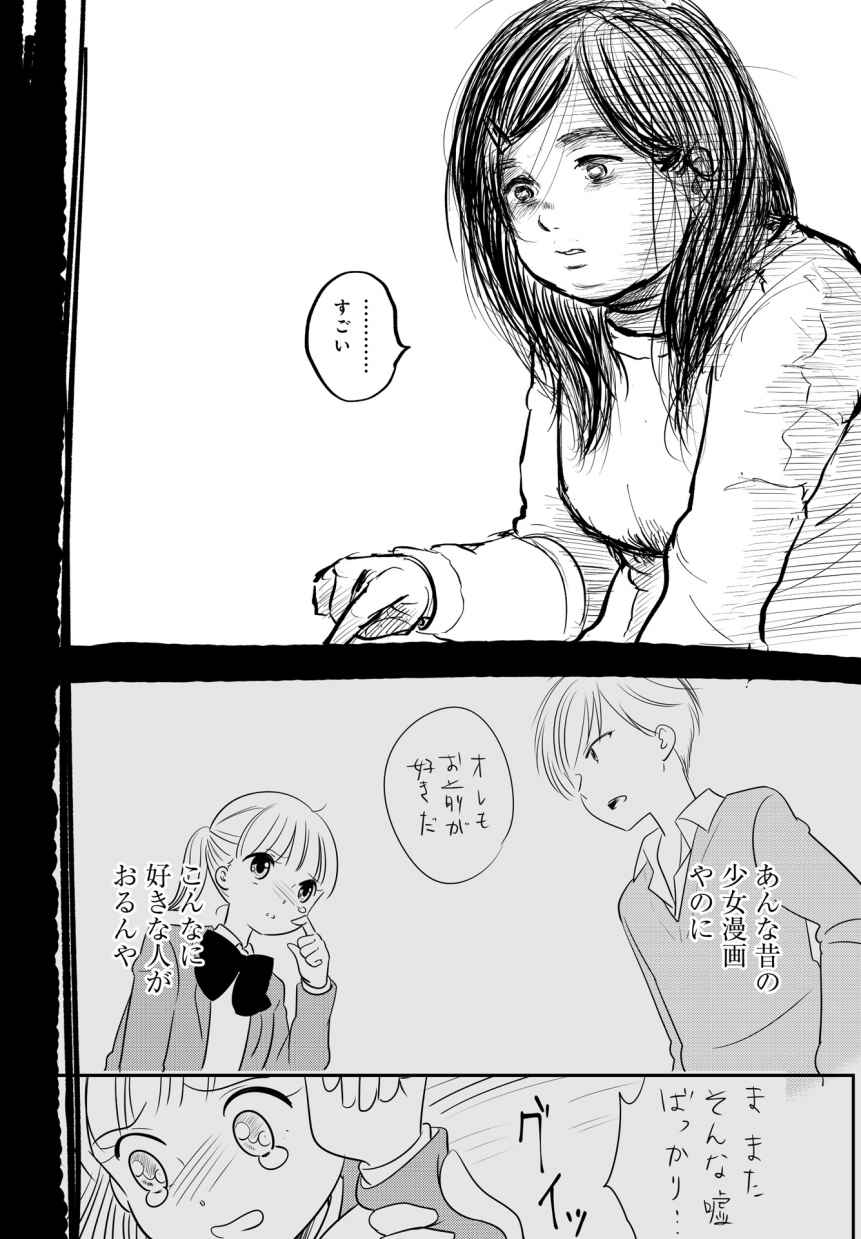 ………
すごい
あんな昔の
少女漫画
やのに
オレも
お前が
好きだ
こんなに
好きな人が
おるんや
ま また
そんな嘘
ばっかり…
グイッ